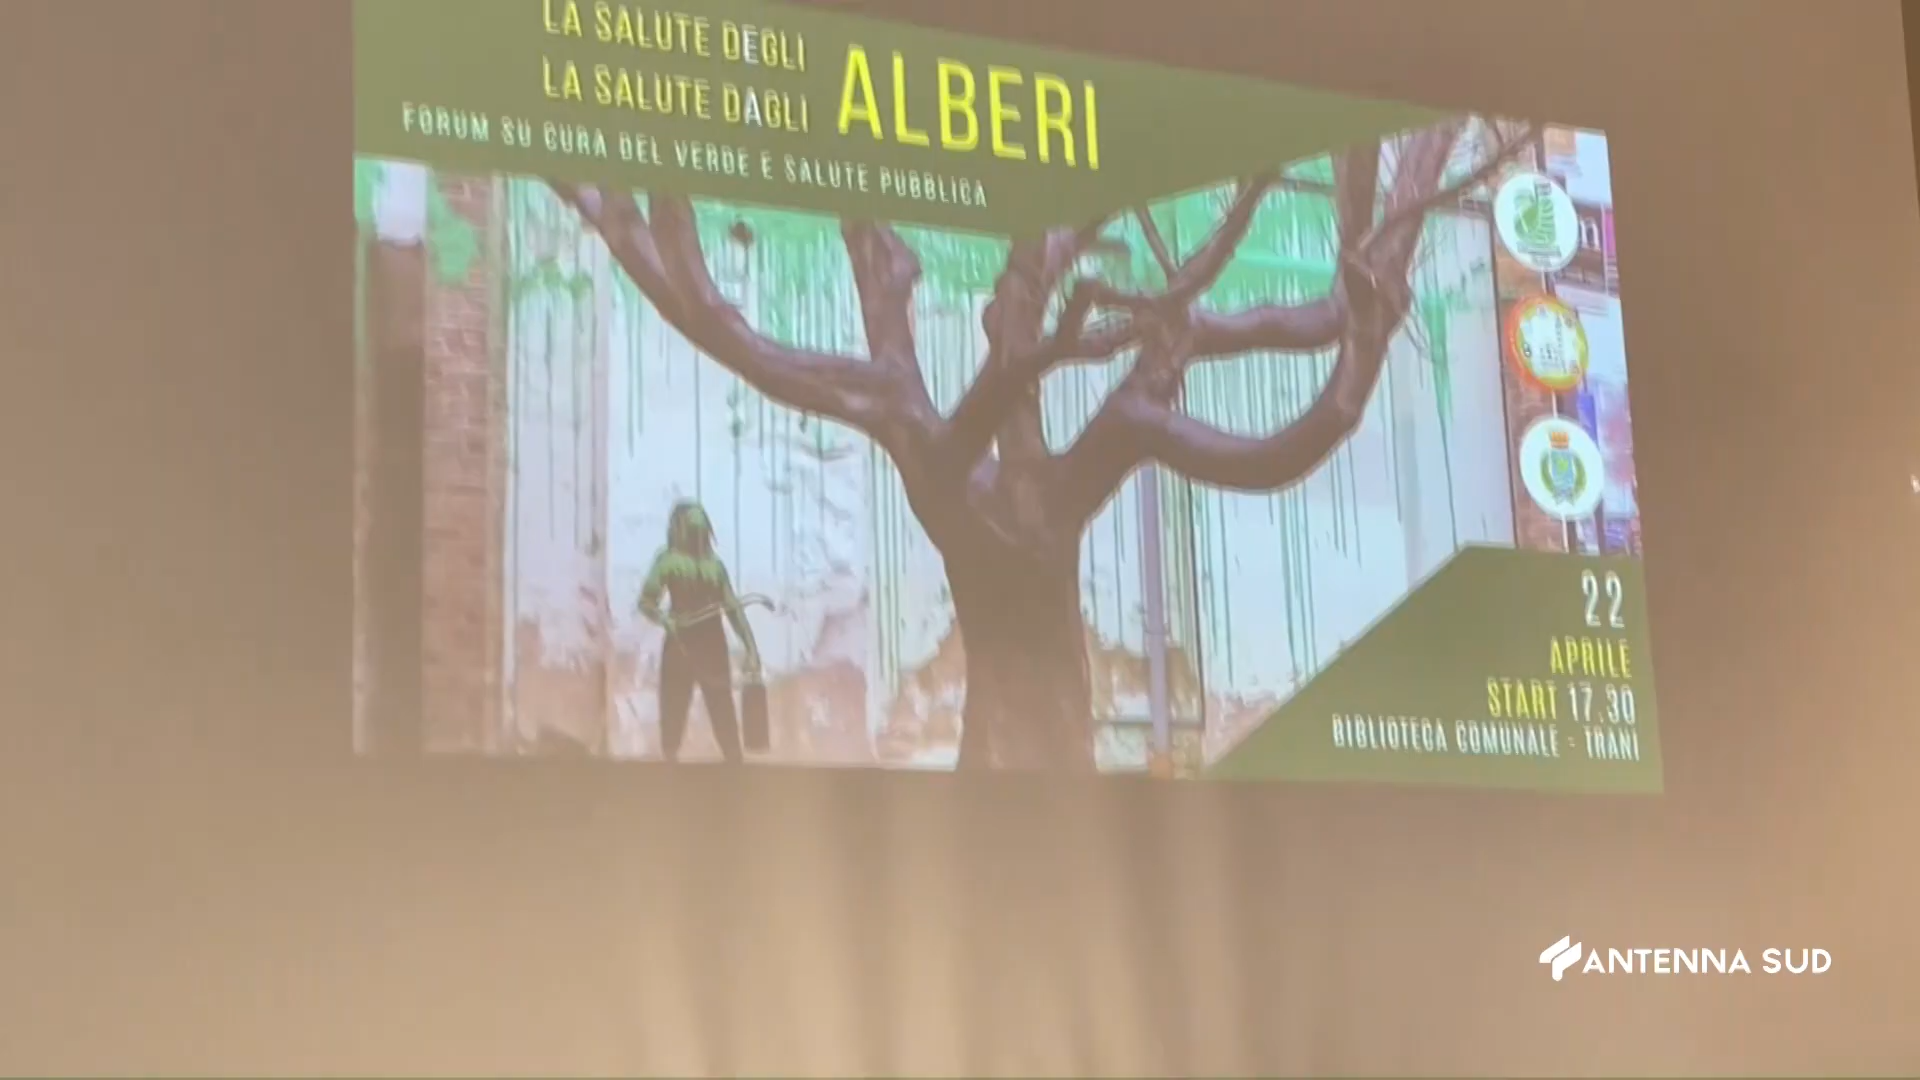 LA SALUTE DEGLI
LA SALUTE DAGLI
ALBERI
FORUM SU CURA DEL VERDE E SALUTE PUBBLICA
22
APRILE
START 17.30
BIBLIOTECA COMUNALE - TRANI
ANTENNA SUD